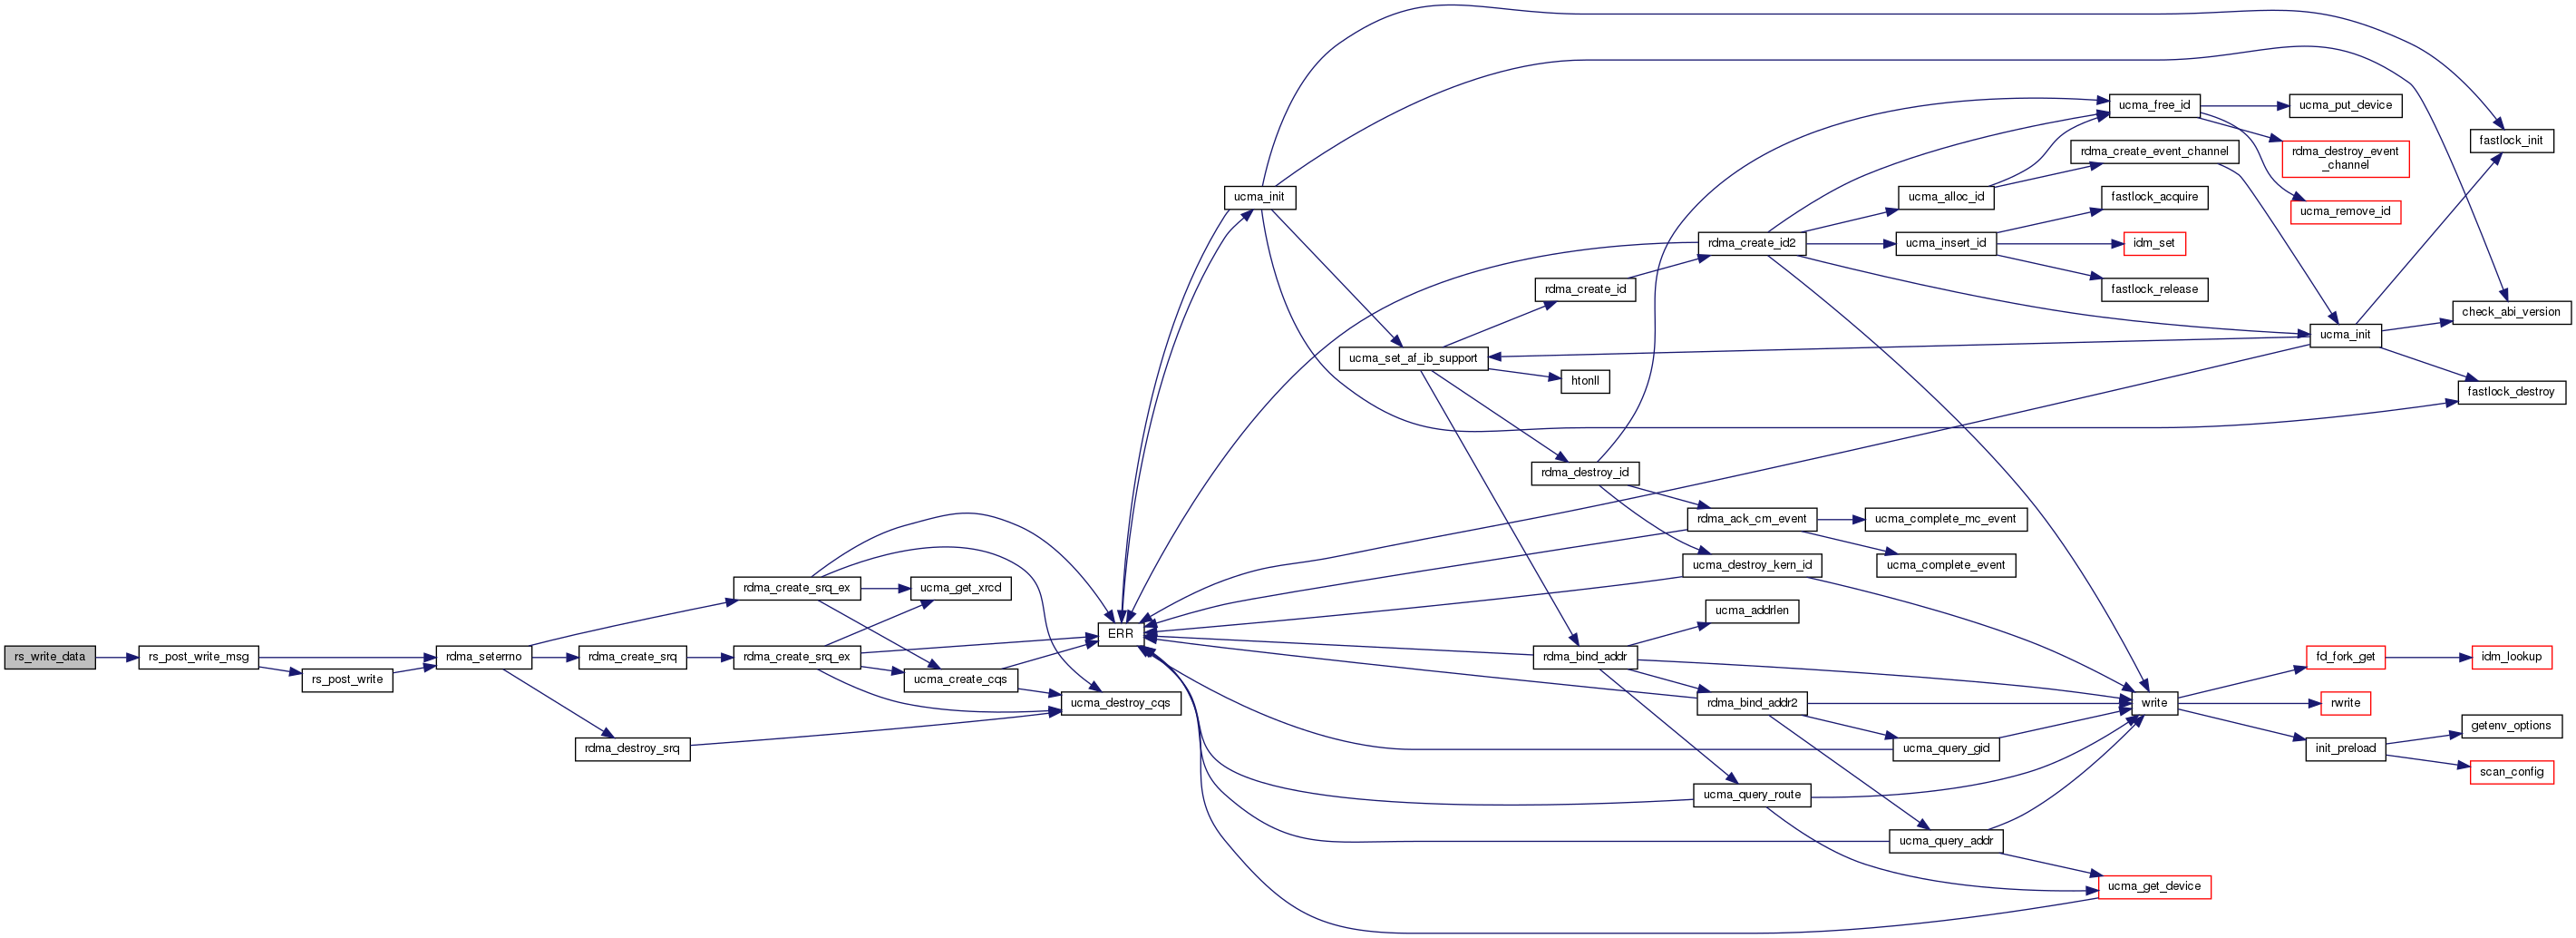 rs_write_data
rs_post_write_msg
rs_post_write
rdma_seterrno
rdma_create_srq_ex
rdma_create_srq
rdma_destroy_srq
rdma_create_srq_ex
ucma_get_xrcd
ucma_create_cqs
ucma_destroy_cqs
ERR
ucma_init
ucma_set_af_ib_support
rdma_create_id
htonll
rdma_destroy_id
rdma_bind_addr
rdma_create_id2
rdma_ack_cm_event
ucma_destroy_kern_id
ucma_addrlen
rdma_bind_addr2
ucma_query_route
ucma_alloc_id
ucma_insert_id
ucma_complete_mc_event
ucma_complete_event
ucma_query_gid
ucma_query_addr
ucma_free_id
rdma_create_event_channel
fastlock_acquire
idm_set
fastlock_release
write
ucma_get_device
ucma_put_device
rdma_destroy_event
_channel
ucma_remove_id
ucma_init
fd_fork_get
rwrite
init_preload
fastlock_init
check_abi_version
fastlock_destroy
idm_lookup
getenv_options
scan_config